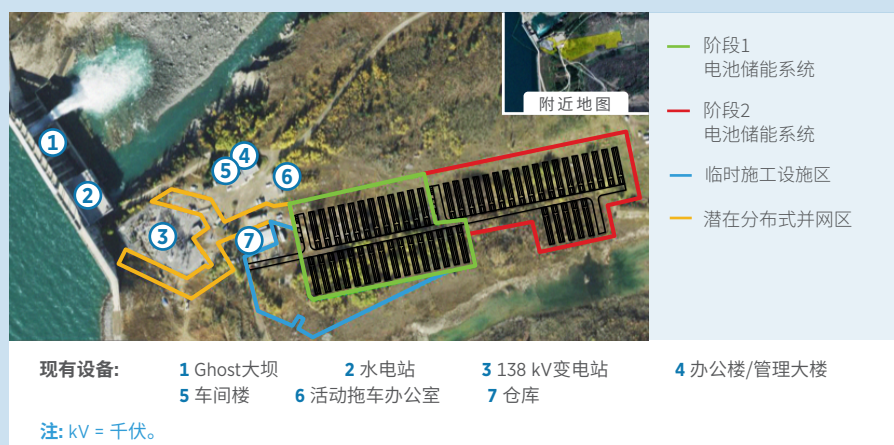 1
2
3
4
5
6
7
附近地图
阶段1
电池储能系统
阶段2
电池储能系统
临时施工设施区
潜在分布式并网区
现有设备: 1 Ghost大坝 2 水电站 3 138 kV变电站 4 办公楼/管理大楼
5 车间楼 6 活动拖车办公室 7 仓库
注: kV = 千伏。